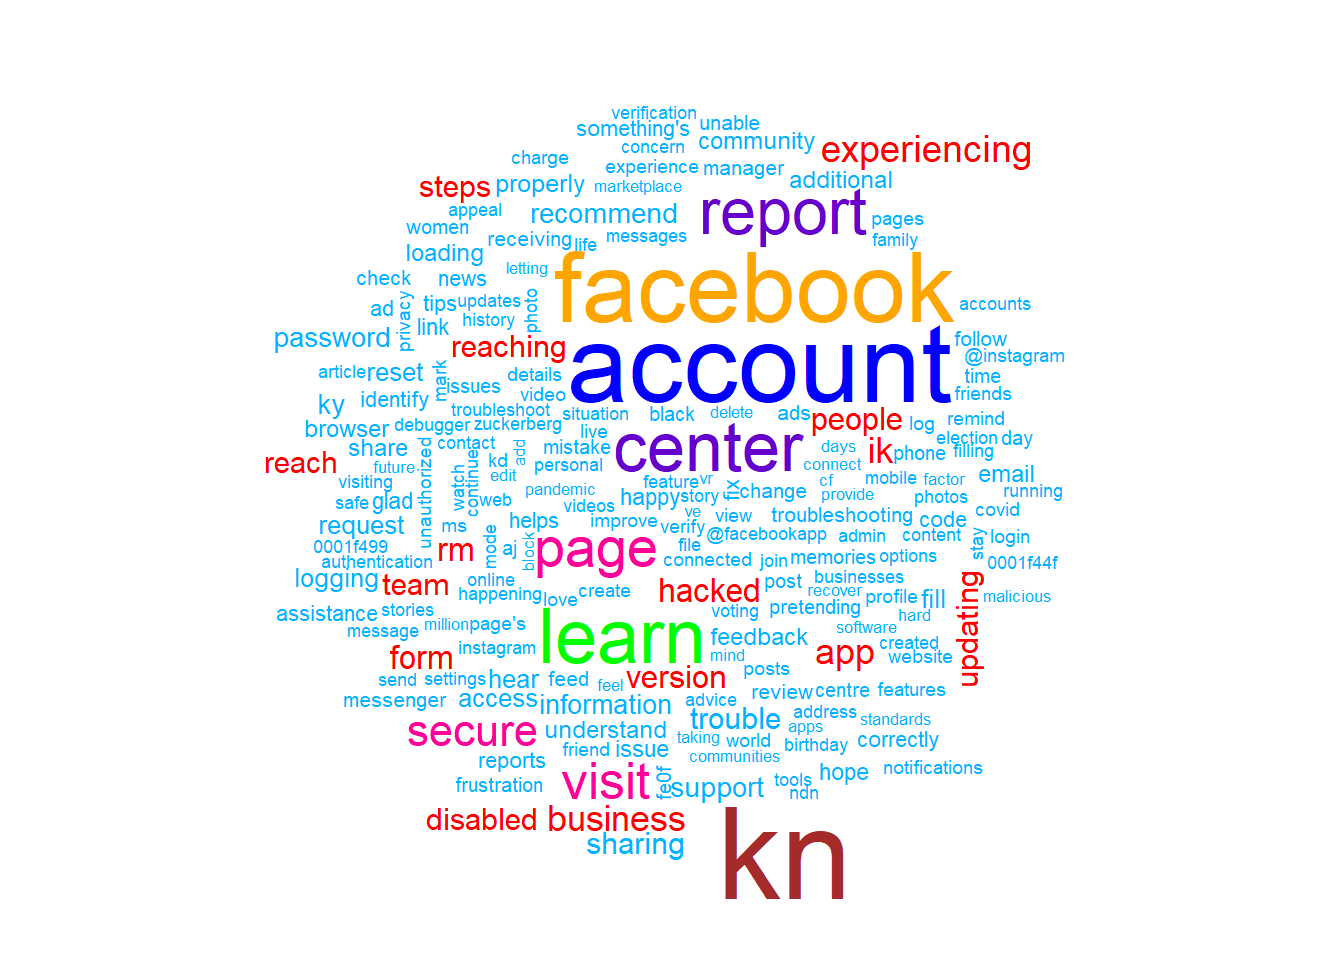 verification
something's unable
concern community experiencing
charge experience manager
steps properly marketplace additional
appeal recommend report pages
women receiving life messages family
loading letting
check news facebook
ad privacy tips updates photo accounts
password link history
reaching account follow
@instagram
article reset mark issues details time
ky identify video friends
troubleshoot situation black delete ads people log remind
browser debugger zuckerberg live
share contact add mistake center days election day
reach kd personal connect ik phone filling
future edit
visiting unauthorized watch continue feature vr mobile factor email
safe glad web pandemic happy story fix change cf provide photos running
request ms helps videos improve ve verify view troubleshooting code covid
0001f499 mode aj block page file @facebookapp admin content stay login
authentication rm connected join memories options 0001f44f
logging team online hacked post businesses
happening love create recover profile fill malicious
assistance stories voting pretending hard updating
message million page's learn feedback software created
form instagram mind app website
send settings hear feed feel version posts
messenger access information advice review centre features
secure understand trouble address standards
taking world apps birthday correctly
reports friend issue communities
frustration visit fe0f support tools hope notifications
ndn
disabled business kn
sharing